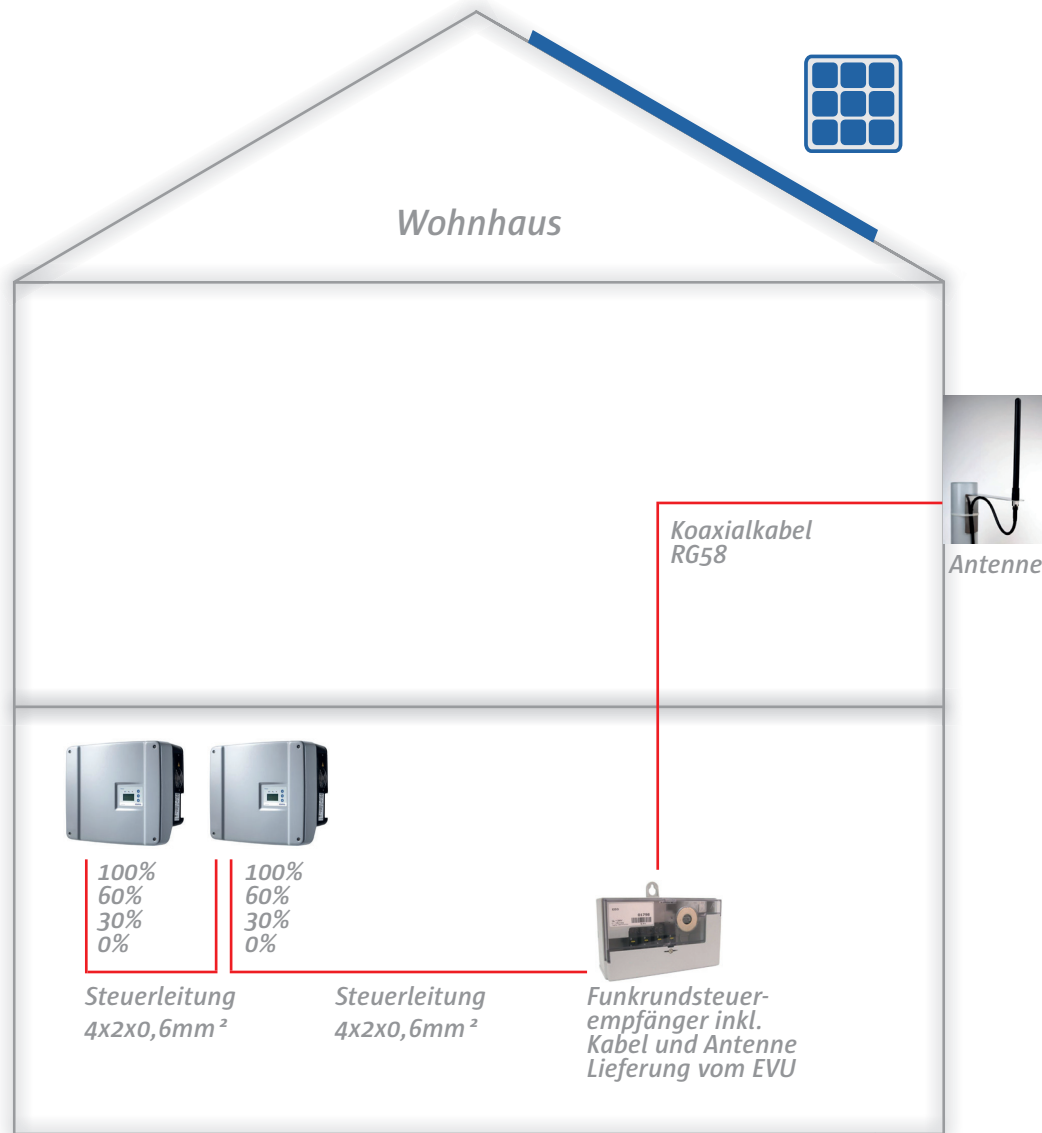 Wohnhaus
Koaxialkabel
RG58
Antenne
100%
60%
30%
0%
100%
60%
30%
0%
Steuerleitung
4x2x0,6mm²
Steuerleitung
4x2x0,6mm²
Funkrundsteuer-
empfänger inkl.
Kabel und Antenne
Lieferung vom EVU